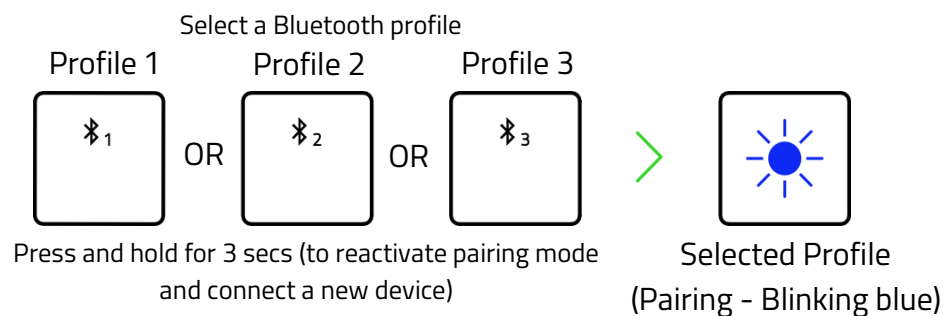 Select a Bluetooth profile
Profile 1 Profile 2 Profile 3
1 OR 2 OR 3
Press and hold for 3 secs (to reactivate pairing mode
and connect a new device)
Selected Profile
(Pairing - Blinking blue)